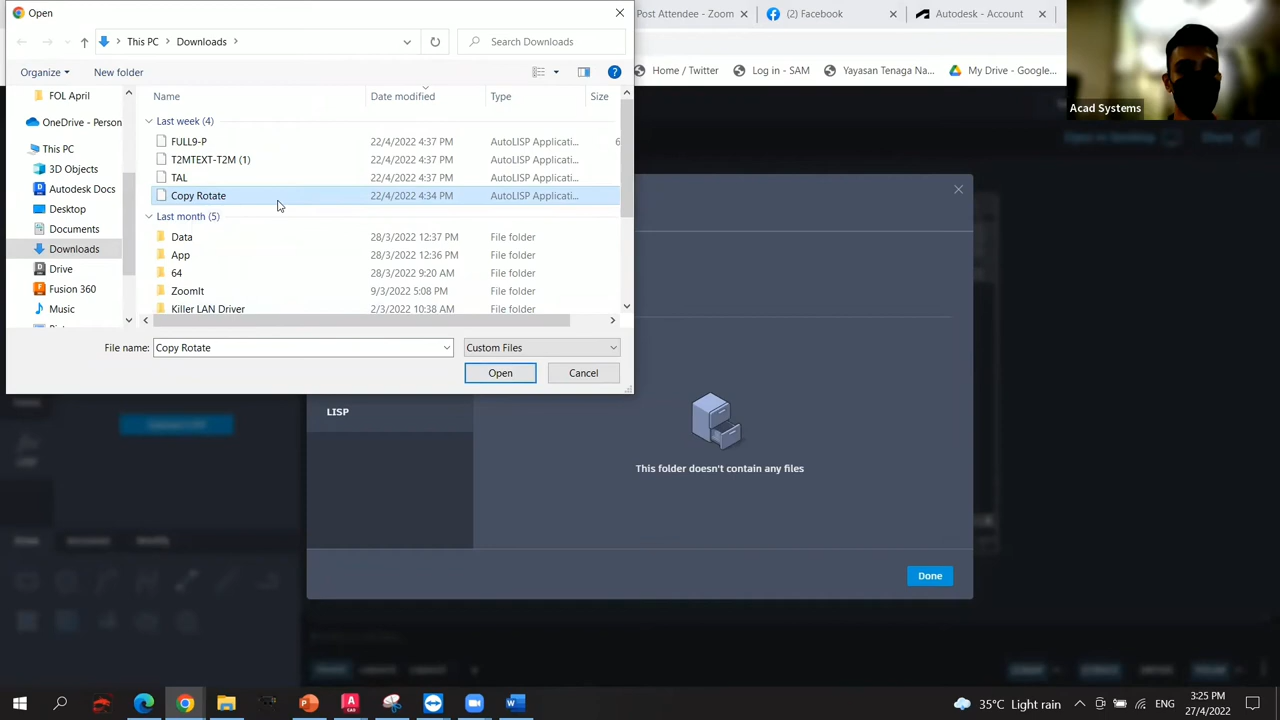 Open
Post Attendee - Zoom
(2) Facebook
Autodesk - Account
This PC
Downloads
Search Downloads
Home / Twitter
Log in - SAM
Yayasan Tenaga Na...
My Drive - Google...
Organize
New folder
Acad Systems
FOL April
Name
Date modified
Type
Size
OneDrive - Person
Last week (4)
FULL9-P 22/4/2022 4:37 PM AutoLISP Applicati... 6
This PC
T2MTEXT-T2M (1) 22/4/2022 4:37 PM AutoLISP Applicati...
3D Objects
TAL 22/4/2022 4:37 PM AutoLISP Applicati...
Autodesk Docs
Copy Rotate 22/4/2022 4:34 PM AutoLISP Applicati...
Desktop
Last month (5)
Documents
Data 28/3/2022 12:37 PM File folder
Downloads
App 28/3/2022 12:36 PM File folder
Drive
64 28/3/2022 9:20 AM File folder
Fusion 360
ZoomIt 9/3/2022 5:08 PM File folder
Music
Killer LAN Driver 2/3/2022 10:38 AM File folder
File name: Copy Rotate
Custom Files
Open
Cancel
LISP
This folder doesn't contain any files
Done
35°C Light rain
ENG
3:25 PM
27/4/2022